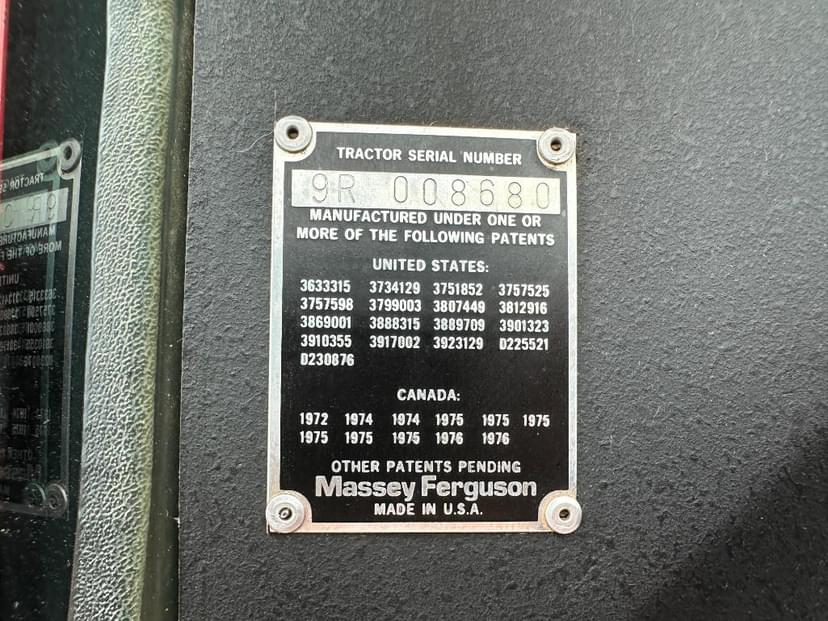 TRACTOR SERIAL NUMBER
9R 008680
MANUFACTURED UNDER ONE OR
MORE OF THE FOLLOWING PATENTS
UNITED STATES:
3633315 3734129 3751852 3757525
3757598 3799003 3807449 3812916
3869001 3888315 3889709 3901323
3910355 3917002 3923129 D225521
D230876
CANADA:
1972 1974 1974 1975 1975 1975
1975 1975 1975 1976 1976
OTHER PATENTS PENDING
Massey Ferguson
MADE IN U.S.A.